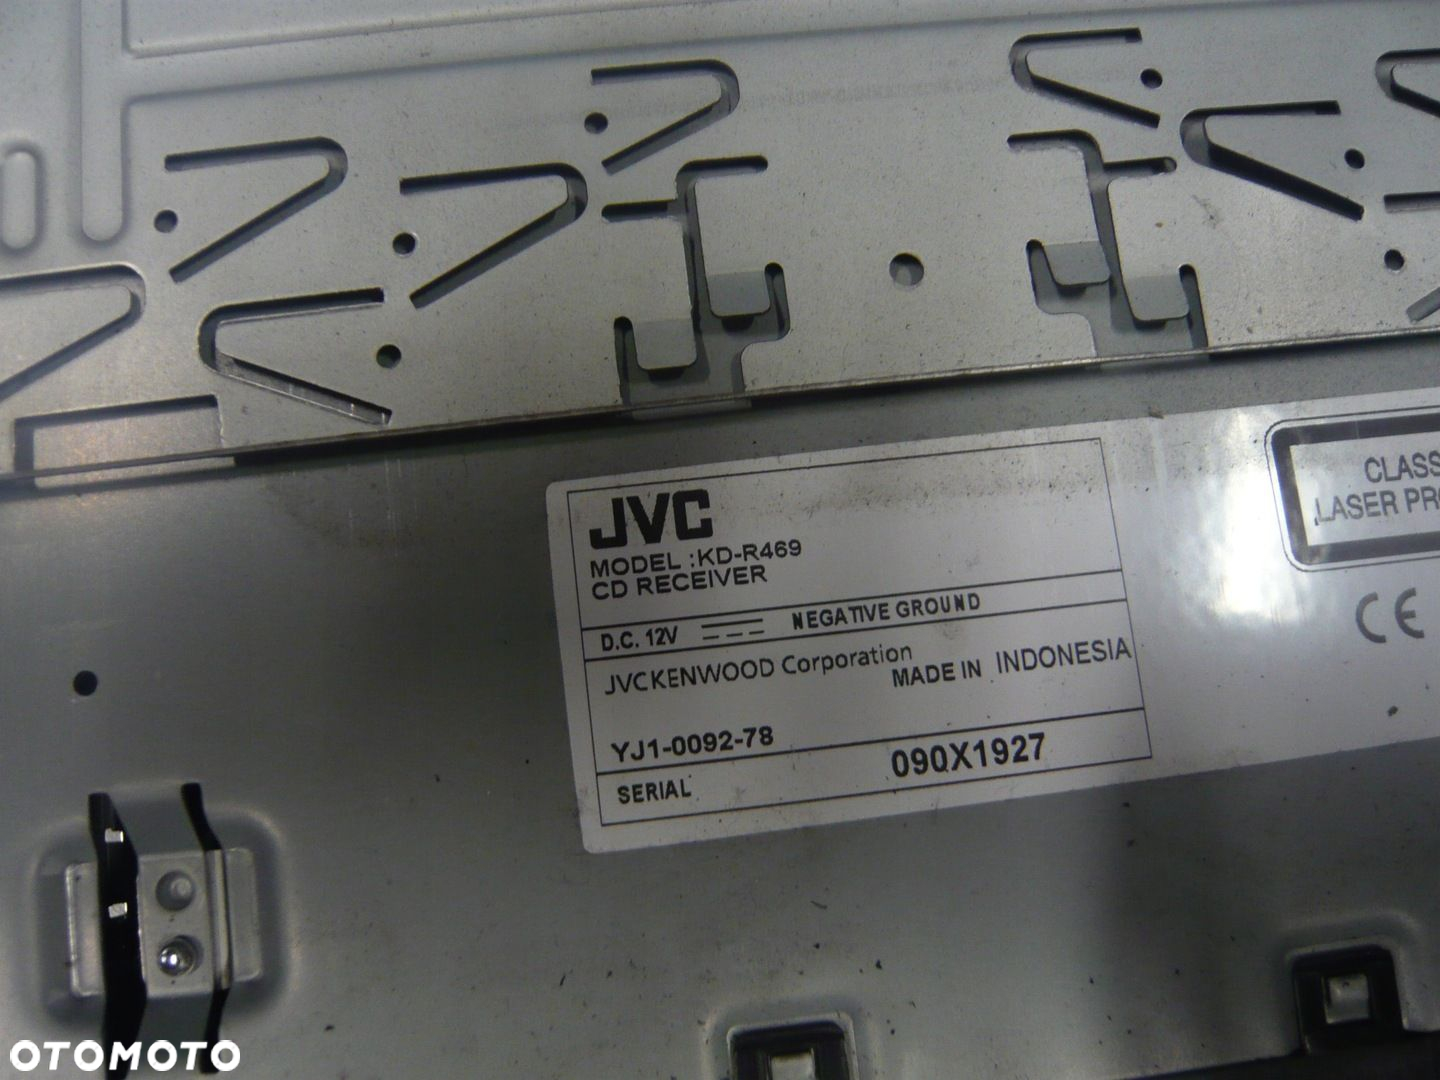 JVC
MODEL :KD-R469
CD RECEIVER
D.C. 12V NEGATIVE GROUND
JVCKENWOOD Corporation
MADE IN INDONESIA
YJ1-0092-78
SERIAL 090X1927
CLASS
LASER PRO
CE
OTOMOTO